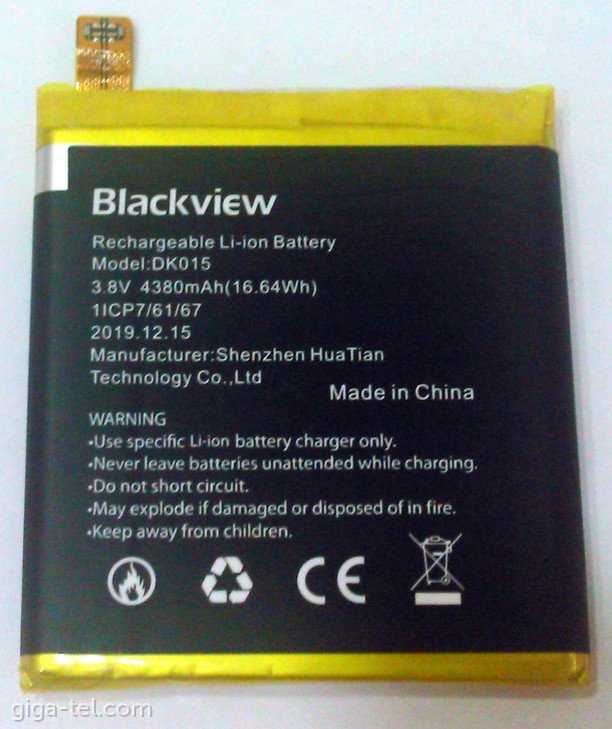 Blackview
Rechargeable Li-ion Battery
Model:DK015
3.8V 4380mAh(16.64Wh)
1ICP7/61/67
2019.12.15
Manufacturer:Shenzhen HuaTian
Technology Co.,Ltd
Made in China
WARNING
•Use specific Li-ion battery charger only.
•Never leave batteries unattended while charging.
•Do not short circuit.
•May explode if damaged or disposed of in fire.
•Keep away from children.
CE
giga-tel.com